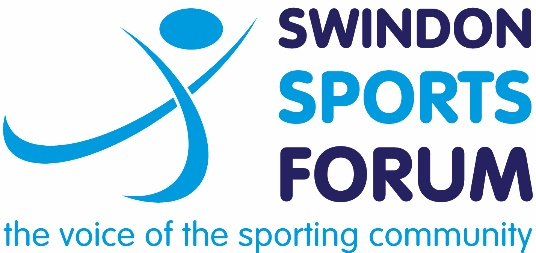 SWINDON
SPORTS
FORUM
the voice of the sporting community